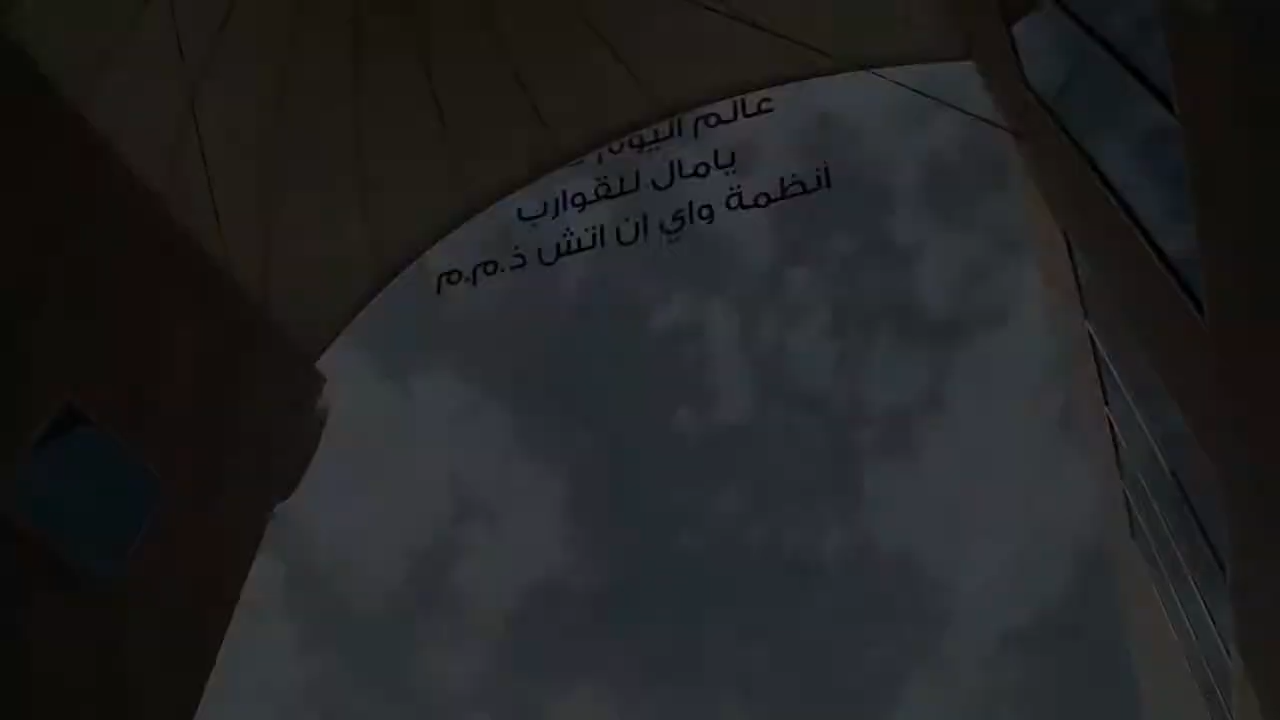 عالم اليوم
يامال للقوارب
أنظمة واي ان اتش ذ.م.م